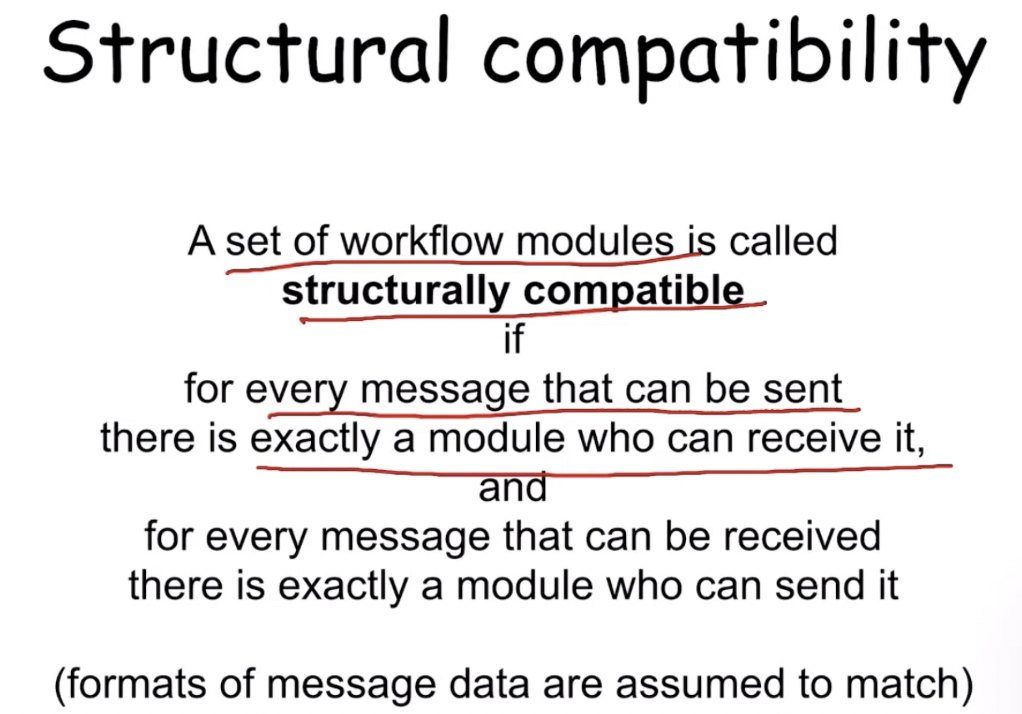 Structural compatibility
A set of workflow modules is called
structurally compatible
if
for every message that can be sent
there is exactly a module who can receive it,
and
for every message that can be received
there is exactly a module who can send it
(formats of message data are assumed to match)